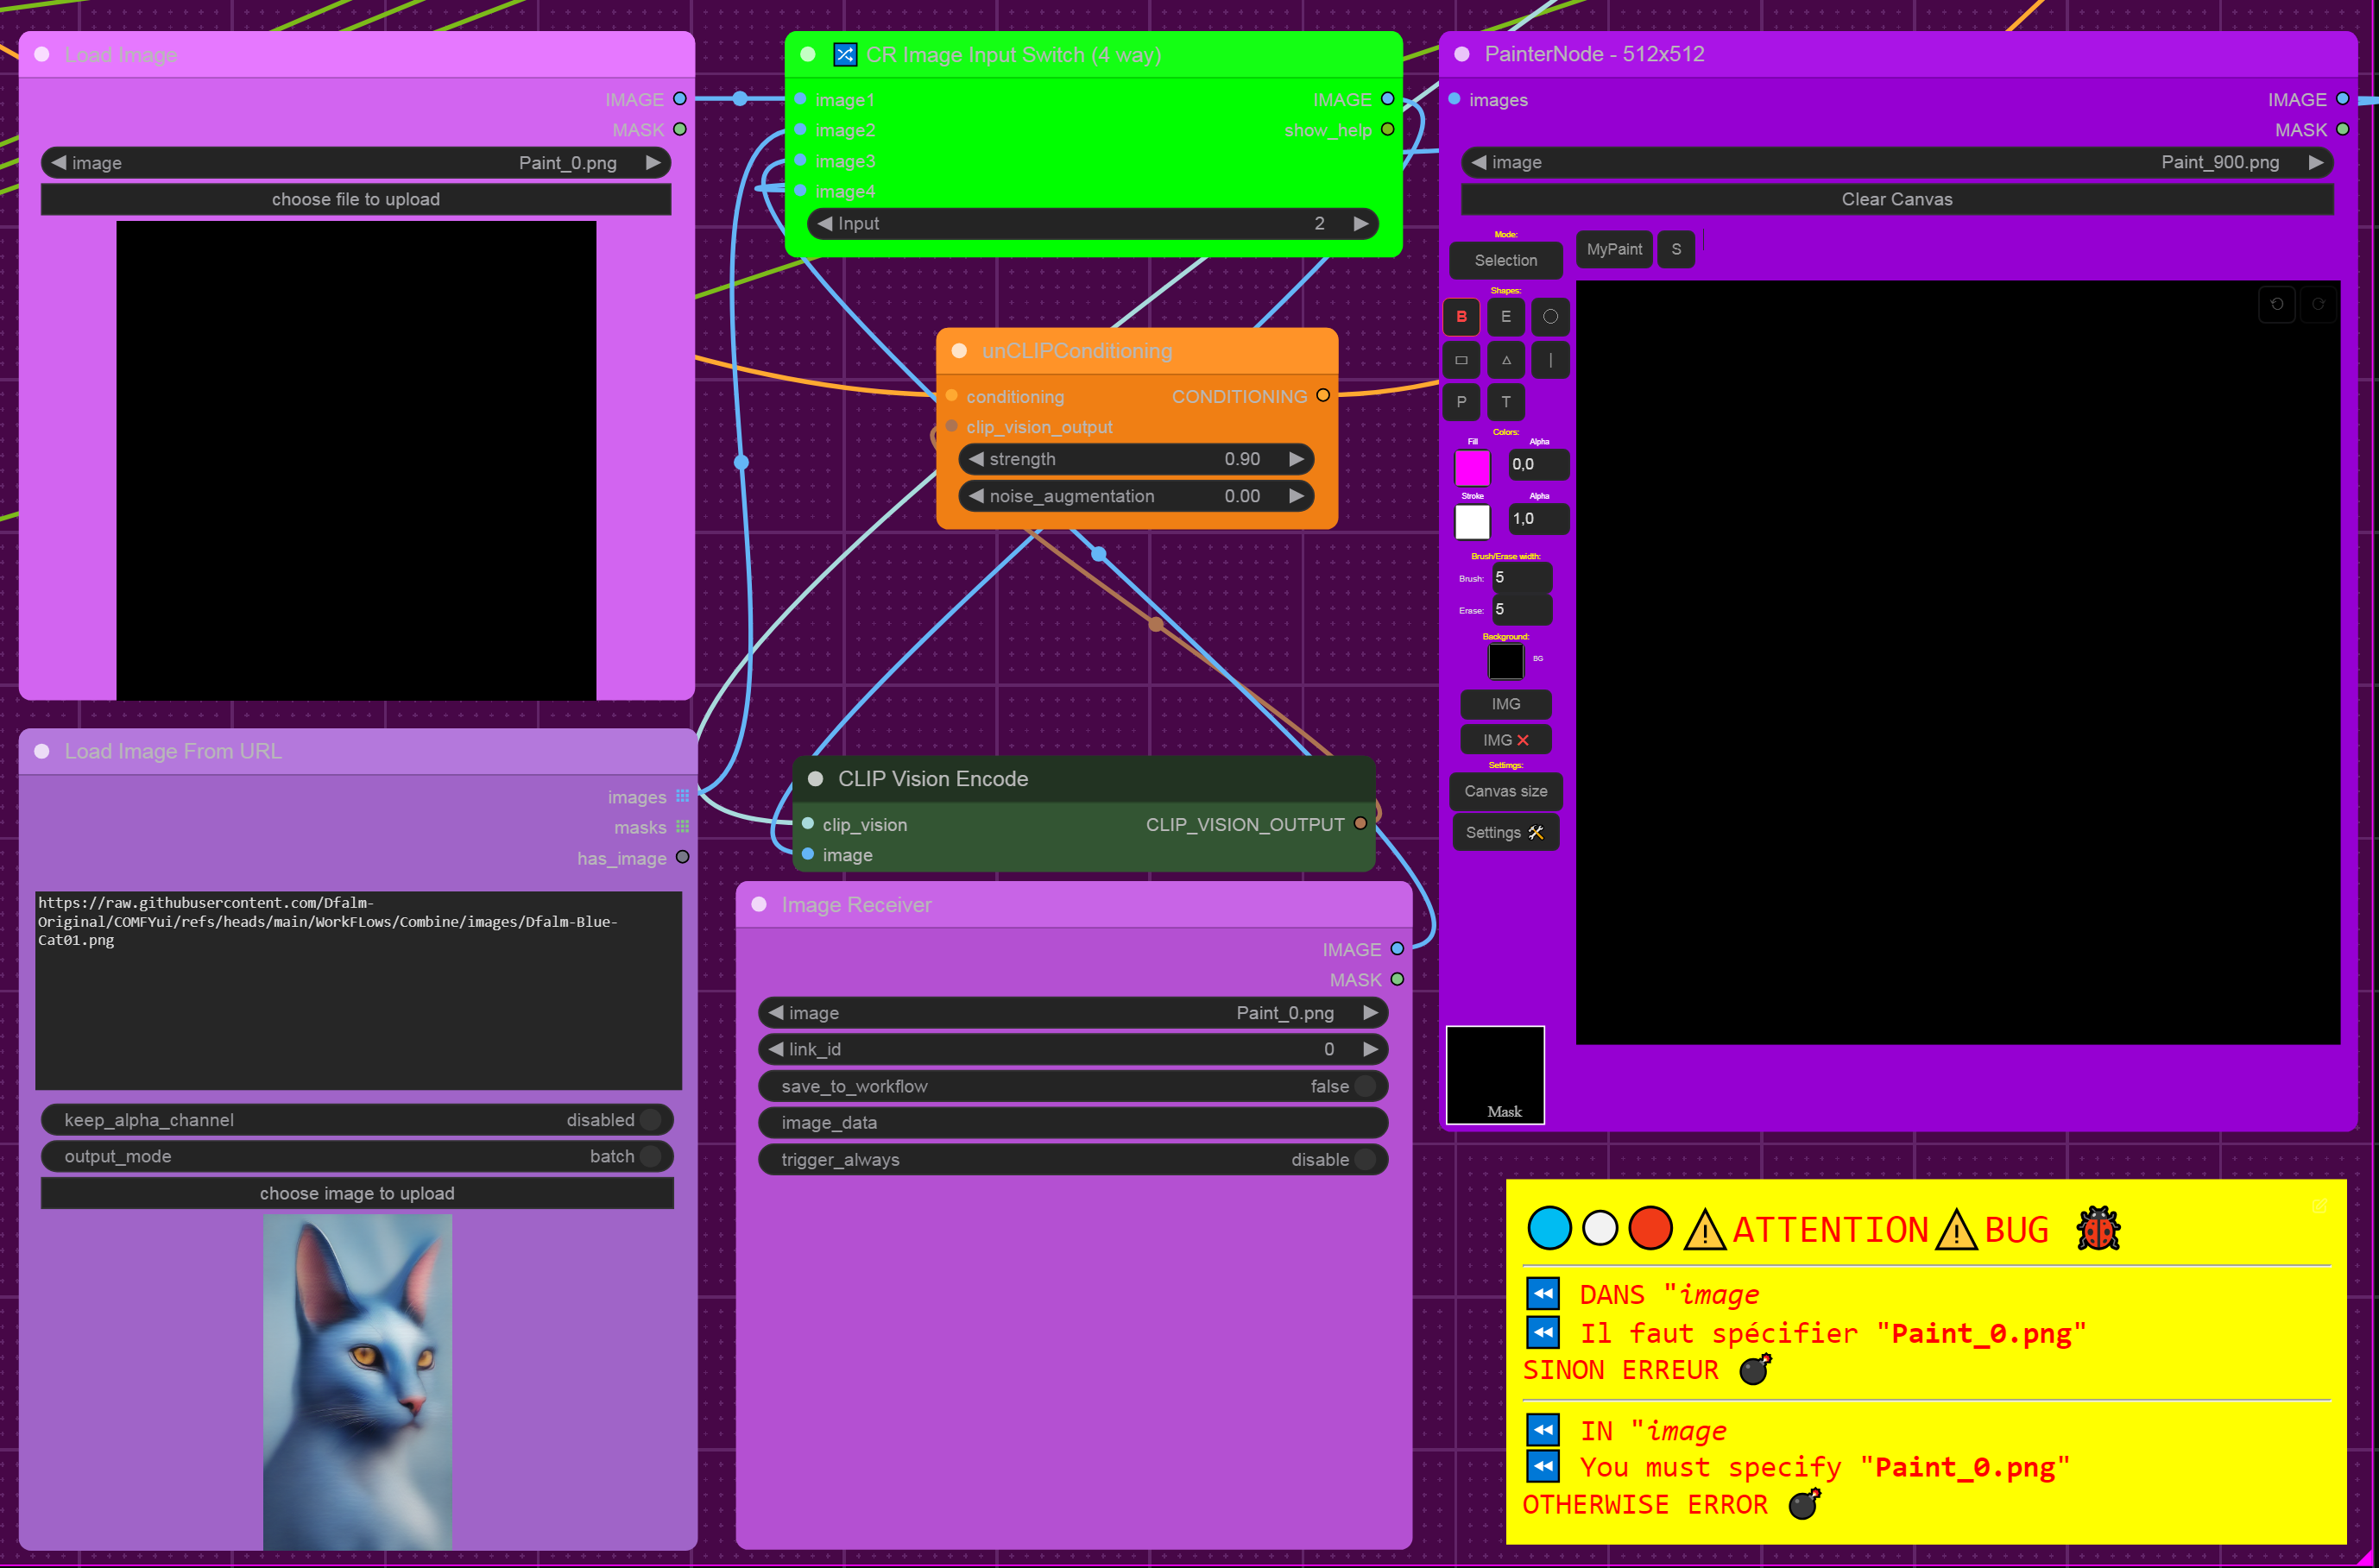 Load Image
IMAGE
MASK
image Paint_0.png
choose file to upload
CR Image Input Switch (4 way)
image1 IMAGE
image2 show_help
image3
image4
Input 2
unCLIPConditioning
conditioning CONDITIONING
clip_vision_output
strength 0.90
noise_augmentation 0.00
Load Image From URL
images
masks
has_image
https://raw.githubusercontent.com/Dfalm-
Original/COMFYui/refs/heads/main/WorkFLows/Combine/images/Dfalm-Blue-
Cat01.png
keep_alpha_channel disabled
output_mode batch
choose image to upload
CLIP Vision Encode
clip_vision CLIP_VISION_OUTPUT
image
Image Receiver
IMAGE
MASK
image Paint_0.png
link_id 0
save_to_workflow false
image_data
trigger_always disable
PainterNode - 512x512
images IMAGE
MASK
image Paint_900.png
Clear Canvas
Mode:
Selection
MyPaint S
Shapes:
B E
P T
Colors:
Fill Alpha
0,0
Stroke Alpha
1,0
Brush/Erase width:
Brush: 5
Erase: 5
Background:
BG
IMG
IMG
Settings:
Canvas size
Settings
Mask
ATTENTION BUG
DANS "image
Il faut spécifier "Paint_0.png"
SINON ERREUR
IN "image
You must specify "Paint_0.png"
OTHERWISE ERROR